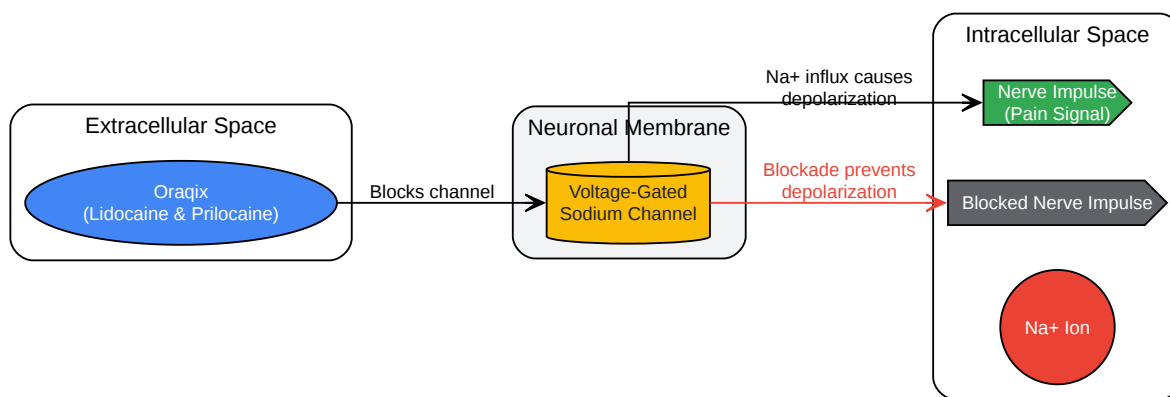 Extracellular Space
Oraqix
(Lidocaine & Prilocaine)
Blocks channel
Neuronal Membrane
Voltage-Gated
Sodium Channel
Na+ influx causes
depolarization
Blockade prevents
depolarization
Intracellular Space
Nerve Impulse
(Pain Signal)
Blocked Nerve Impulse
Na+ Ion